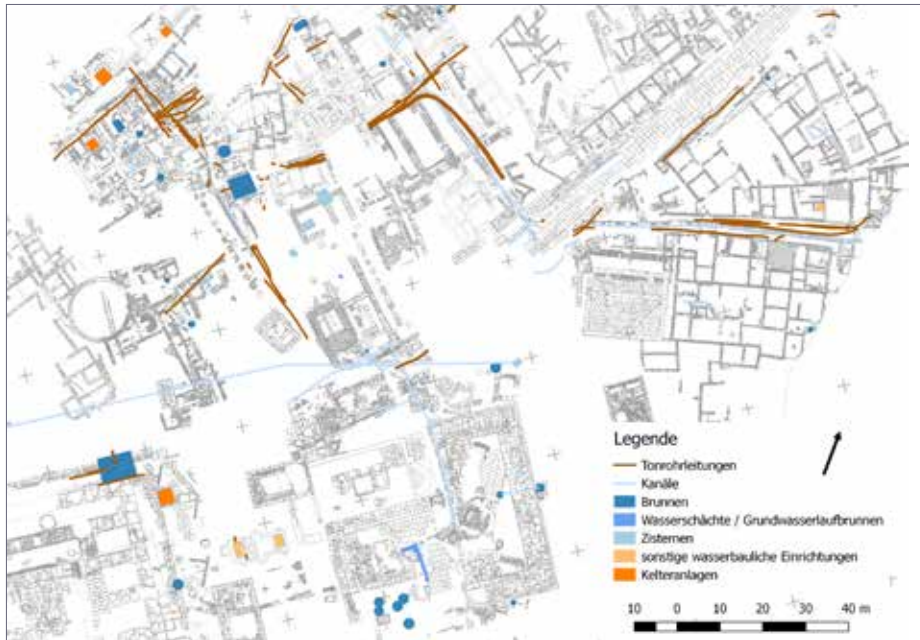 Legende
Tonrohrleitungen
Kanäle
Brunnen
Wasserschächte / Grundwasserlaufbrunnen
Zisternen
sonstige wasserbauliche Einrichtungen
Kelteranlagen
10 0 10 20 30 40 m